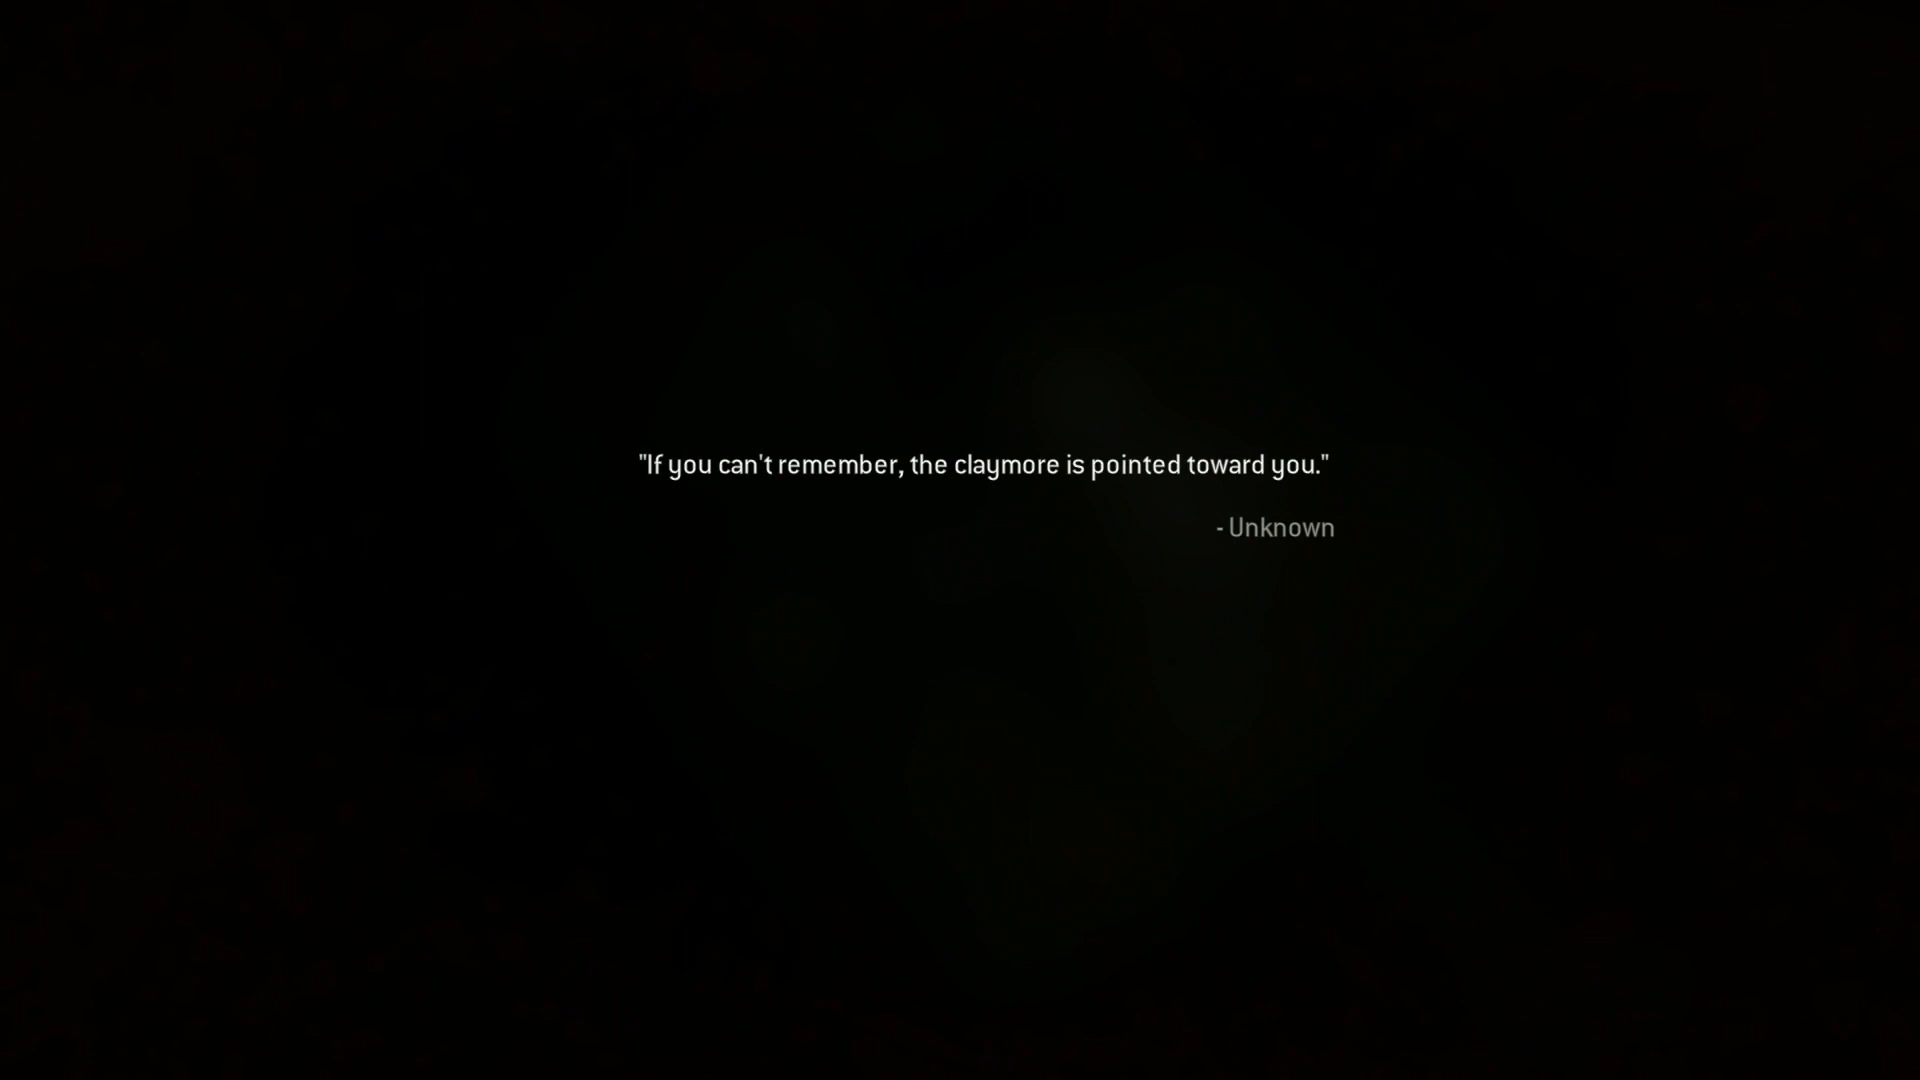 "If you can't remember, the claymore is pointed toward you."
- Unknown